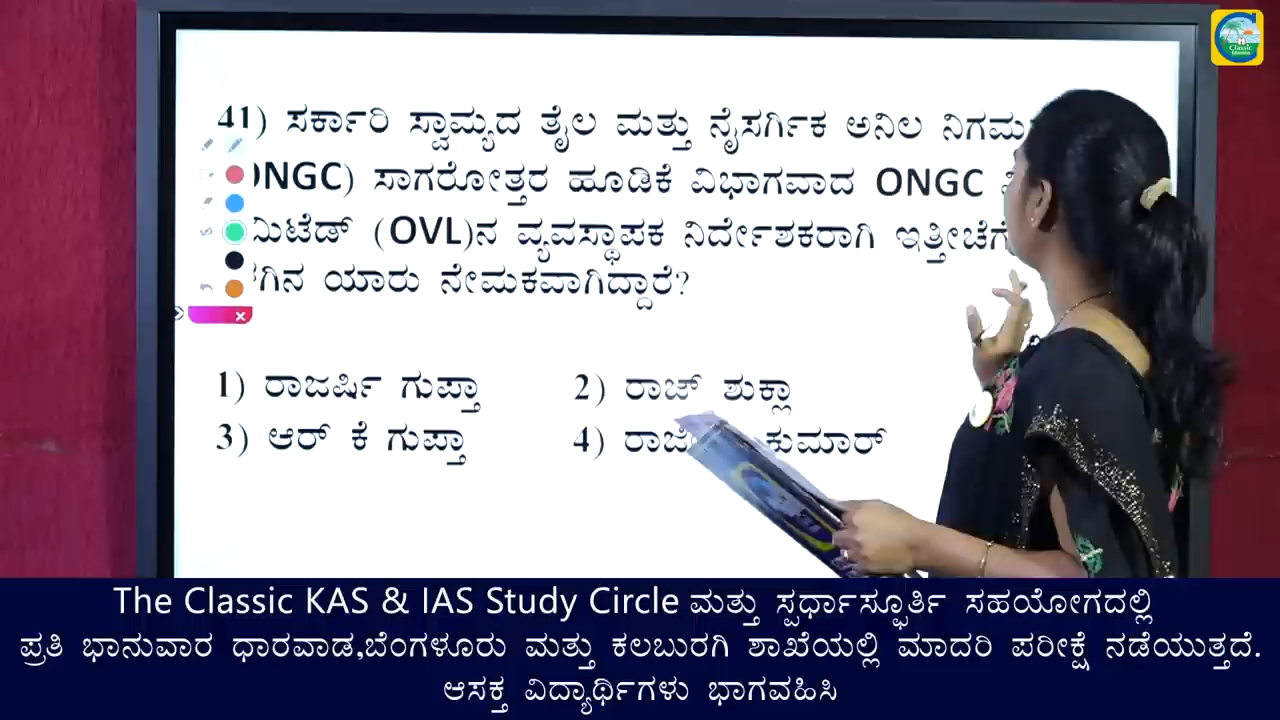 Classic
Education
41) ಸರ್ಕಾರಿ ಸ್ವಾಮ್ಯದ ತೈಲ ಮತ್ತು ನೈಸರ್ಗಿಕ ಅನಿಲ
ONGC) ಸಾಗರೋತ್ತರ ಹೂಡಿಕೆ ವಿಭಾಗವಾದ ONGC
(OVL)ನ ವ್ಯವಸ್ಥಾಪಕ ನಿರ್ದೇಶಕರಾಗಿ
ಯಾರು ನೇಮಕವಾಗಿದ್ದಾರೆ?
1) ರಾಜರ್ಷಿ ಗುಪ್ತಾ 2) ರಾಜ್ ಶುಕ್ಲಾ
3) ಆರ್ ಕೆ ಗುಪ್ತಾ 4) ಕುಮಾರ್
The Classic KAS & IAS Study Circle ಮತ್ತು ಸ್ಪರ್ಧಾಸ್ಫೂರ್ತಿ ಸಹಯೋಗದಲ್ಲಿ
ಪ್ರತಿ ಭಾನುವಾರ ಧಾರವಾಡ,ಬೆಂಗಳೂರು ಮತ್ತು ಕಲಬುರಗಿ ಶಾಖೆಯಲ್ಲಿ ಮಾದರಿ ಪರೀಕ್ಷೆ ನಡೆಯುತ್ತದೆ.
ಆಸಕ್ತ ವಿದ್ಯಾರ್ಥಿಗಳು ಭಾಗವಹಿಸಿ